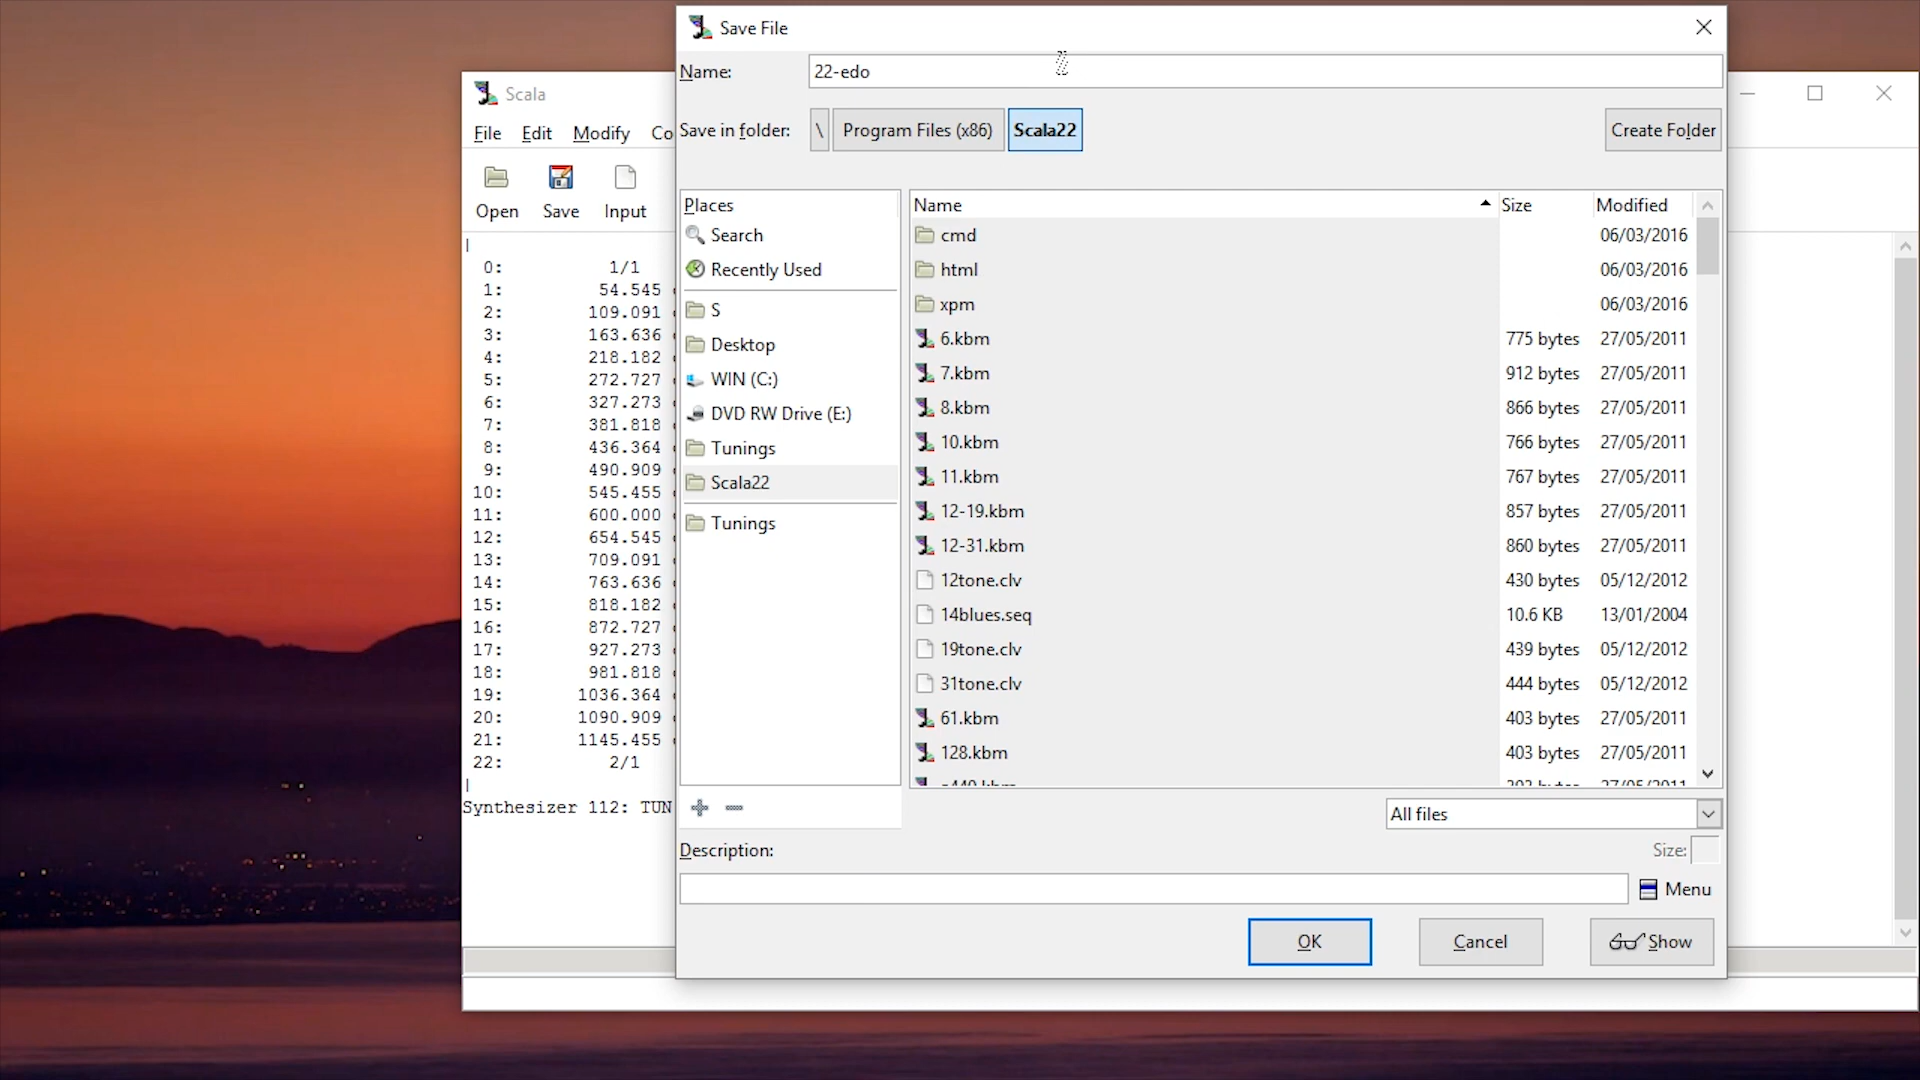 Save File
Name: 22-edo
Save in folder: \ Program Files (x86) Scala22 Create Folder
Places
Search
Recently Used
S
Desktop
WIN (C:)
DVD RW Drive (E:)
Tunings
Scala22
Tunings
Name Size Modified
cmd 06/03/2016
html 06/03/2016
xpm 06/03/2016
6.kbm 775 bytes 27/05/2011
7.kbm 912 bytes 27/05/2011
8.kbm 866 bytes 27/05/2011
10.kbm 766 bytes 27/05/2011
11.kbm 767 bytes 27/05/2011
12-19.kbm 857 bytes 27/05/2011
12-31.kbm 860 bytes 27/05/2011
12tone.clv 430 bytes 05/12/2012
14blues.seq 10.6 KB 13/01/2004
19tone.clv 439 bytes 05/12/2012
31tone.clv 444 bytes 05/12/2012
61.kbm 403 bytes 27/05/2011
128.kbm 403 bytes 27/05/2011
All files
Description: Size:
Menu
OK Cancel Show
Scala
File Edit Modify Co
Open Save Input
|
0: 1/1
1: 54.545
2: 109.091
3: 163.636
4: 218.182
5: 272.727
6: 327.273
7: 381.818
8: 436.364
9: 490.909
10: 545.455
11: 600.000
12: 654.545
13: 709.091
14: 763.636
15: 818.182
16: 872.727
17: 927.273
18: 981.818
19: 1036.364
20: 1090.909
21: 1145.455
22: 2/1
|
Synthesizer 112: TUN